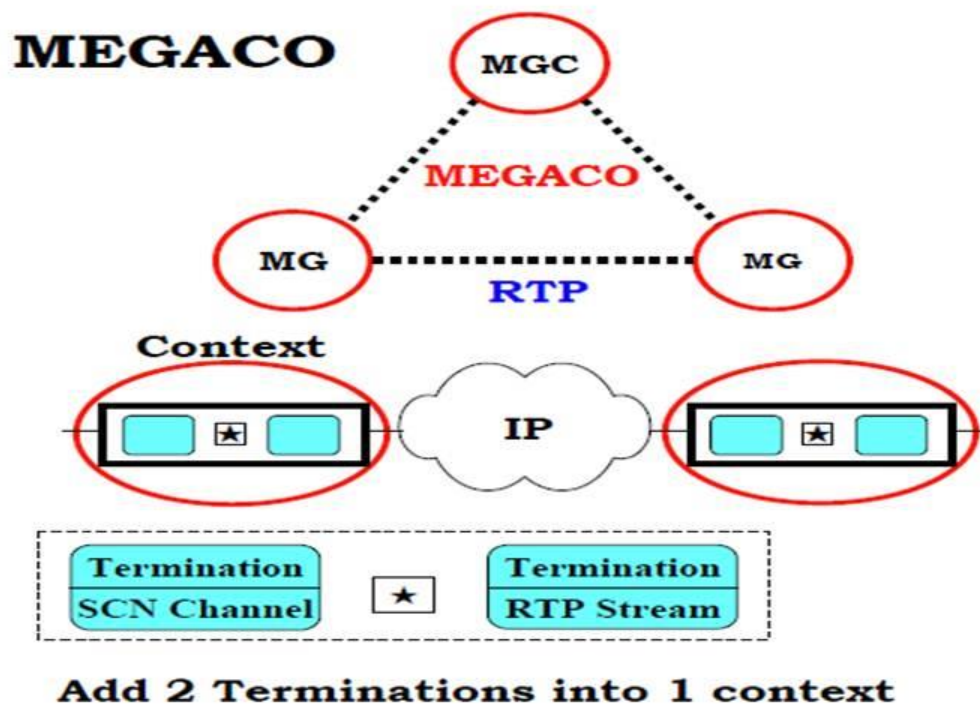 MEGACO
MGC
MEGACO
MG
MG
RTP
Context
IP
Termination
SCN Channel
Termination
RTP Stream
Add 2 Terminations into 1 context